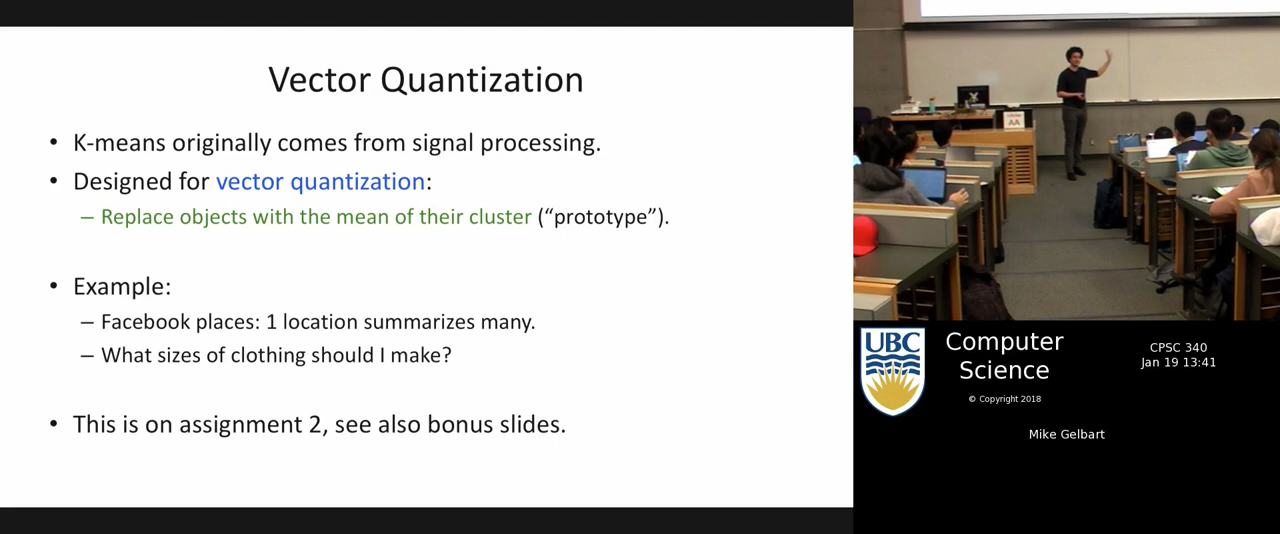 Vector Quantization
• K-means originally comes from signal processing.
• Designed for vector quantization:
– Replace objects with the mean of their cluster (“prototype”).
• Example:
– Facebook places: 1 location summarizes many.
– What sizes of clothing should I make?
• This is on assignment 2, see also bonus slides.
AA
UBC
Computer
Science
© Copyright 2018
CPSC 340
Jan 19 13:41
Mike Gelbart